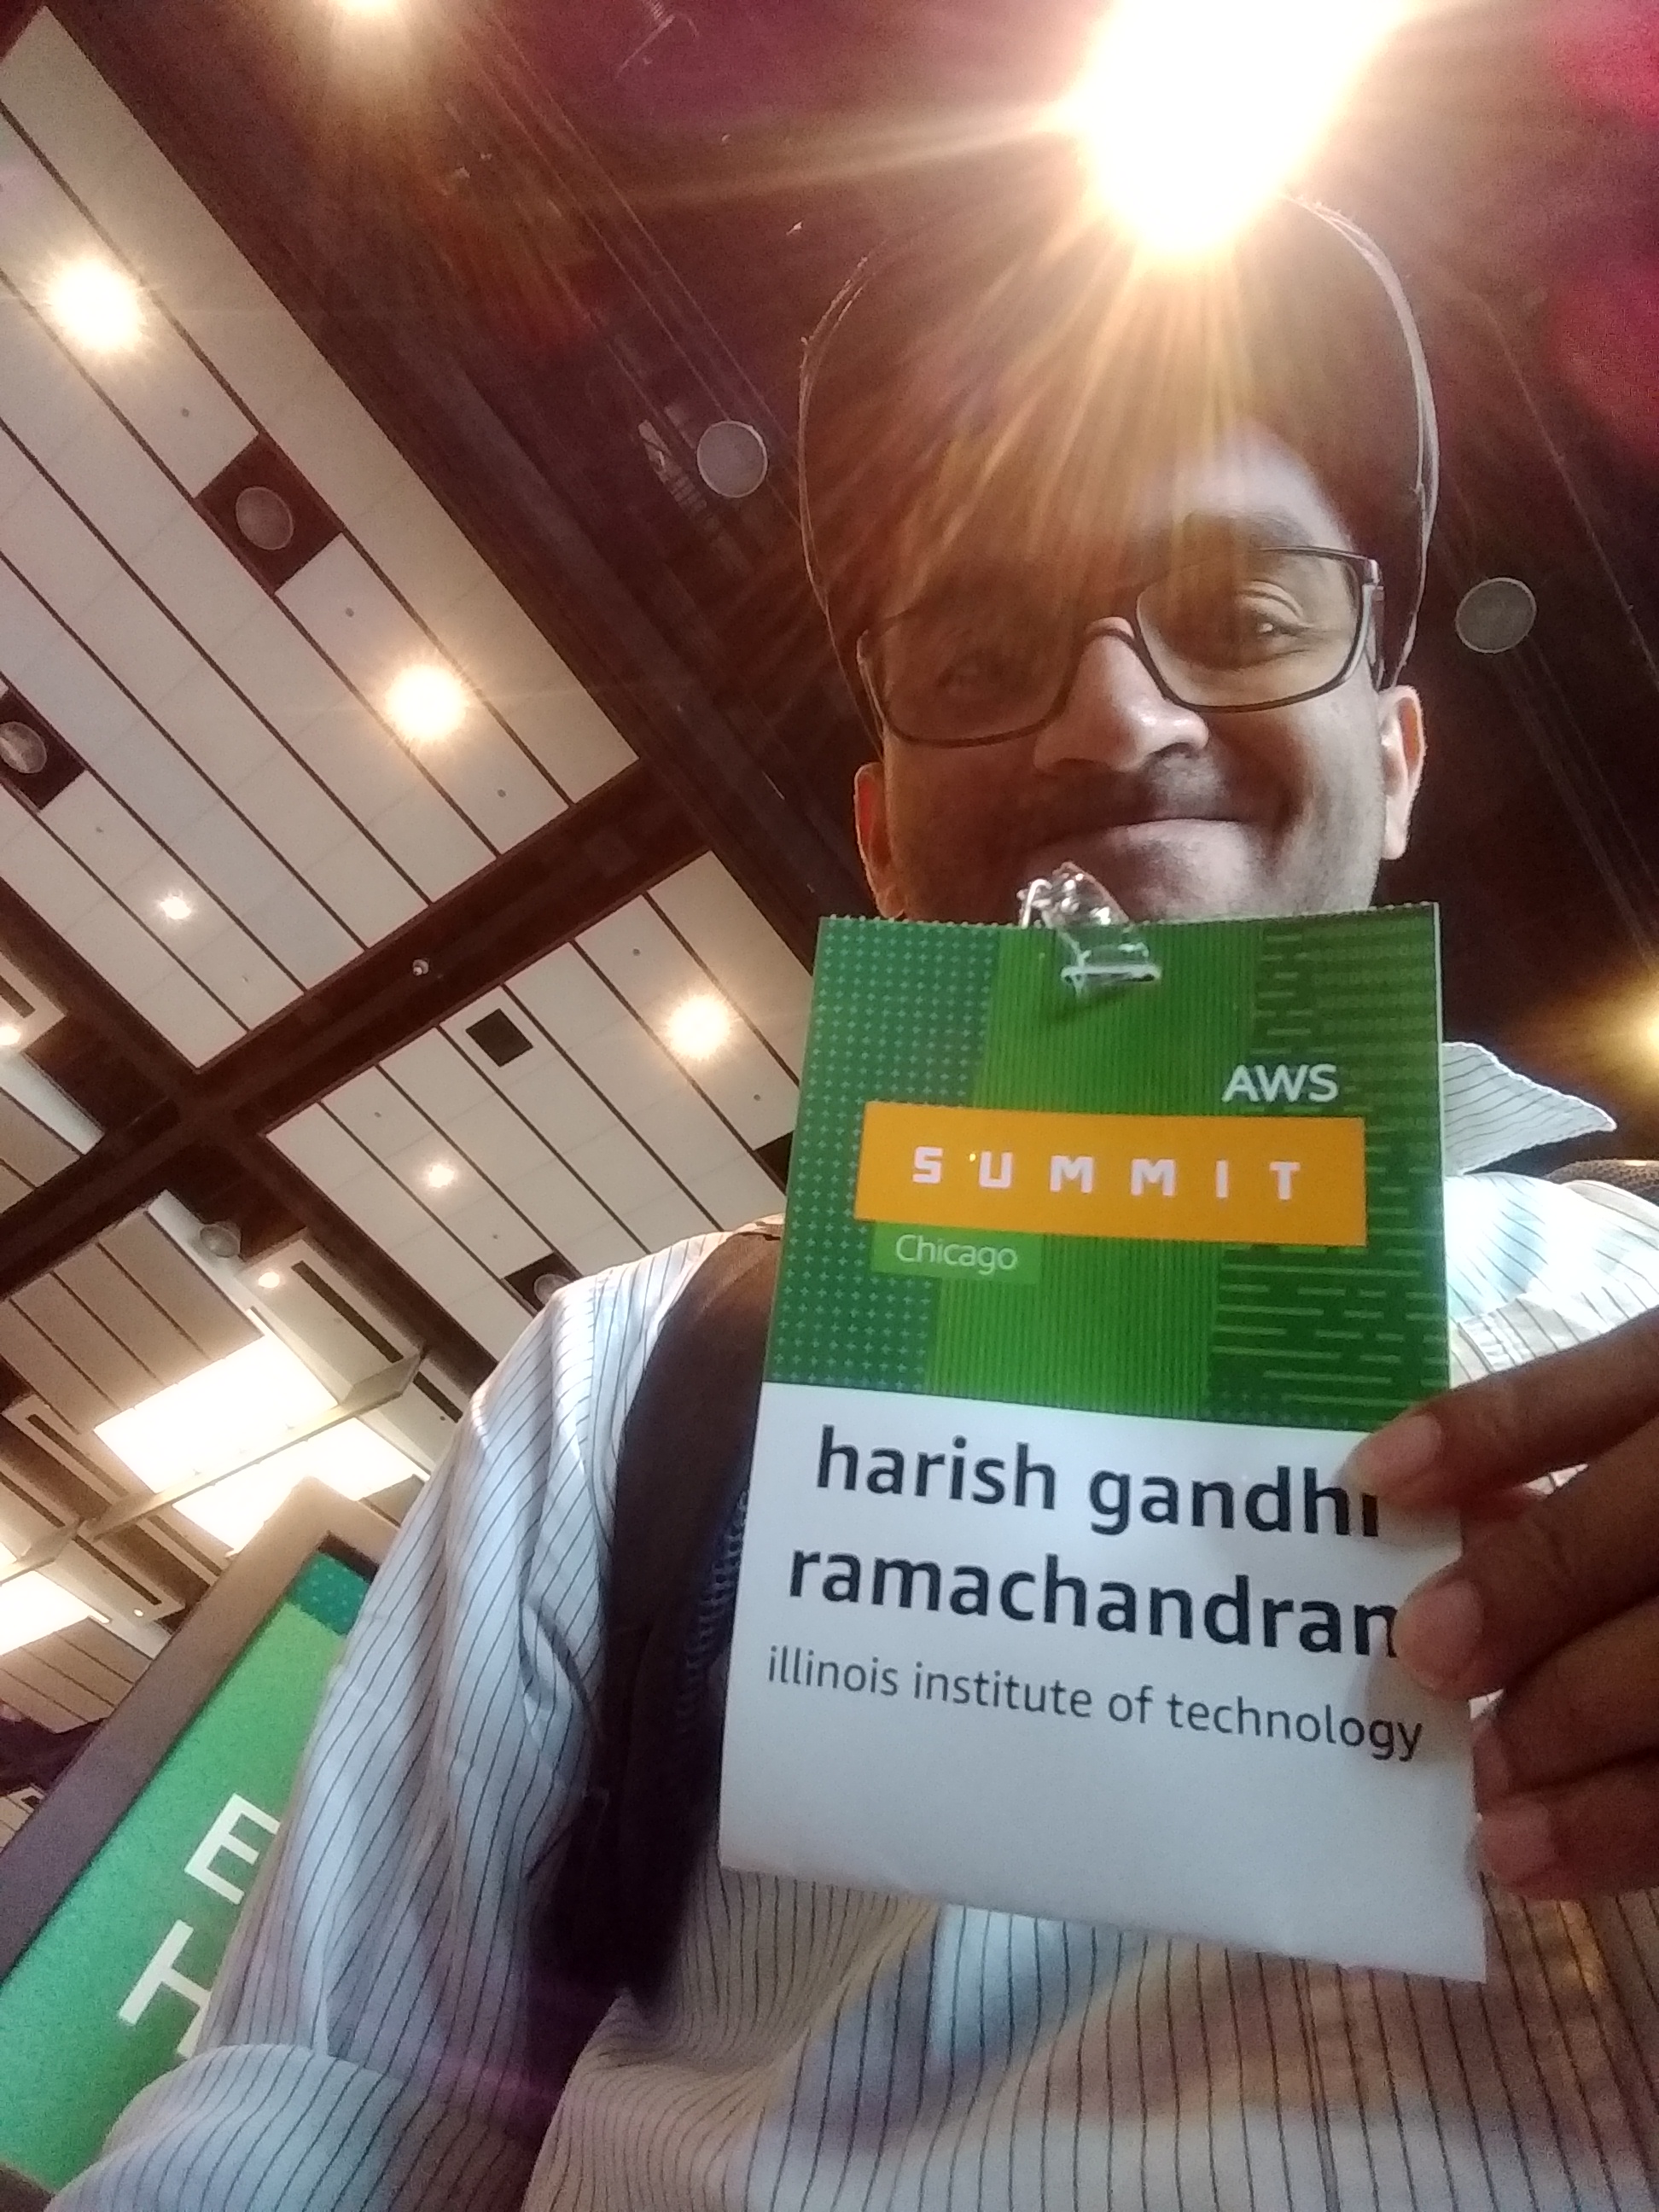 AWS
SUMMIT
Chicago
harish gandhi
ramachandran
illinois institute of technology